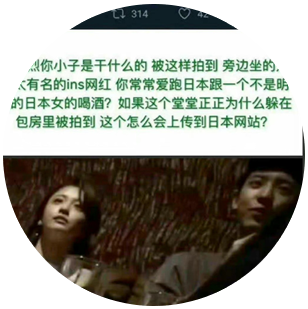 314 42
烈你小子是干什么的 被这样拍到 旁边坐的,
太有名的ins网红 你常常爱跑日本跟一个不是明
的日本女的喝酒？如果这个堂堂正正为什么躲在
包房里被拍到 这个怎么会上传到日本网站？